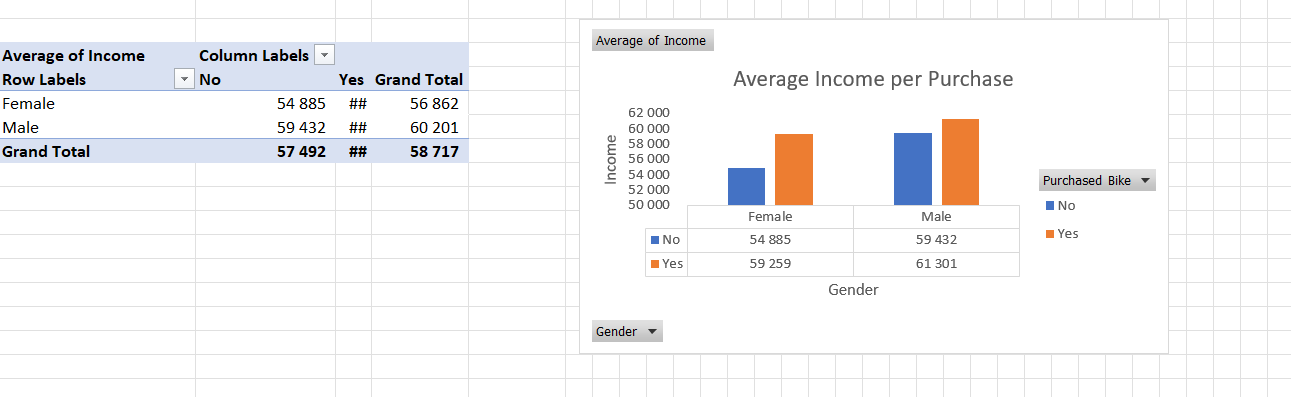 Average of Income Column Labels
Row Labels No Yes Grand Total
Female 54 885 ## 56 862
Male 59 432 ## 60 201
Grand Total 57 492 ## 58 717
Average of Income
Average Income per Purchase
62 000
60 000
58 000
56 000
54 000
52 000
50 000
Income
Female Male
No 54 885 59 432
Yes 59 259 61 301
Gender
Purchased Bike
No
Yes
Gender